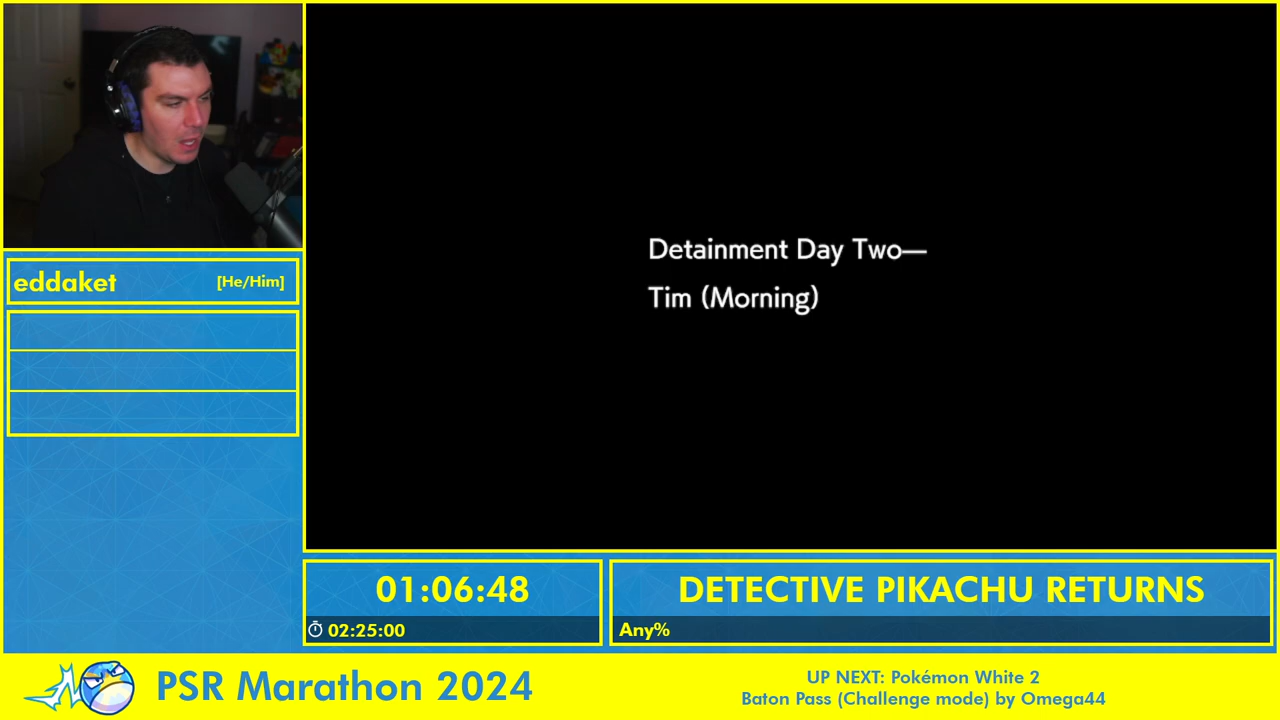 Detainment Day Two—
Tim (Morning)
eddaket
[He/Him]
01:06:48
02:25:00
DETECTIVE PIKACHU RETURNS
Any%
PSR Marathon 2024
UP NEXT: Pokémon White 2
Baton Pass (Challenge mode) by Omega44